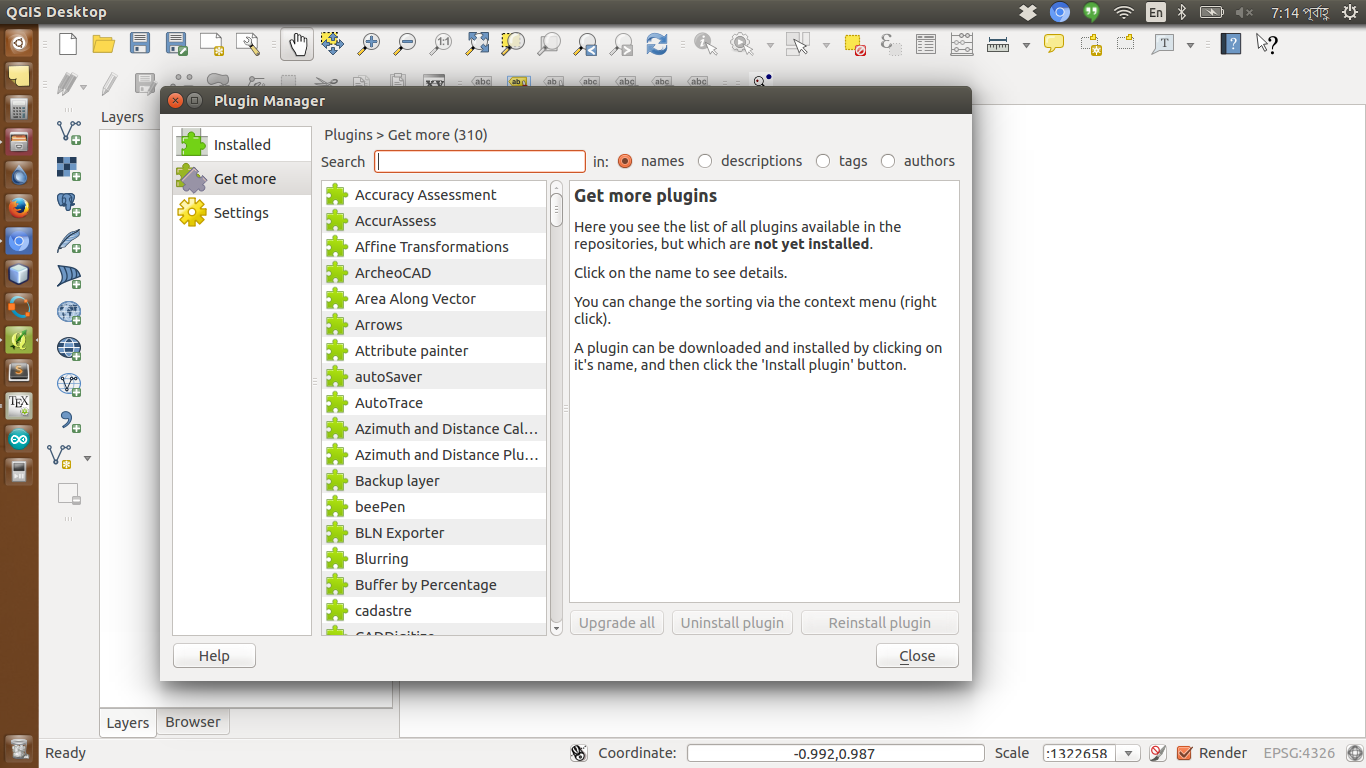 QGIS Desktop
En
7:14 পূর্বাহ্ণ
Plugin Manager
Layers
Installed
Get more
Settings
Plugins > Get more (310)
Search
in:
names
descriptions
tags
authors
Accuracy Assessment
AccurAssess
Affine Transformations
ArcheoCAD
Area Along Vector
Arrows
Attribute painter
autoSaver
AutoTrace
Azimuth and Distance Cal...
Azimuth and Distance Plu...
Backup layer
beePen
BLN Exporter
Blurring
Buffer by Percentage
cadastre
CADDigitize
Get more plugins
Here you see the list of all plugins available in the
repositories, but which are not yet installed.
Click on the name to see details.
You can change the sorting via the context menu (right
click).
A plugin can be downloaded and installed by clicking on
it's name, and then click the 'Install plugin' button.
Upgrade all
Uninstall plugin
Reinstall plugin
Help
Close
Layers
Browser
Ready
Coordinate:
-0.992,0.987
Scale
:1322658
Render
EPSG:4326